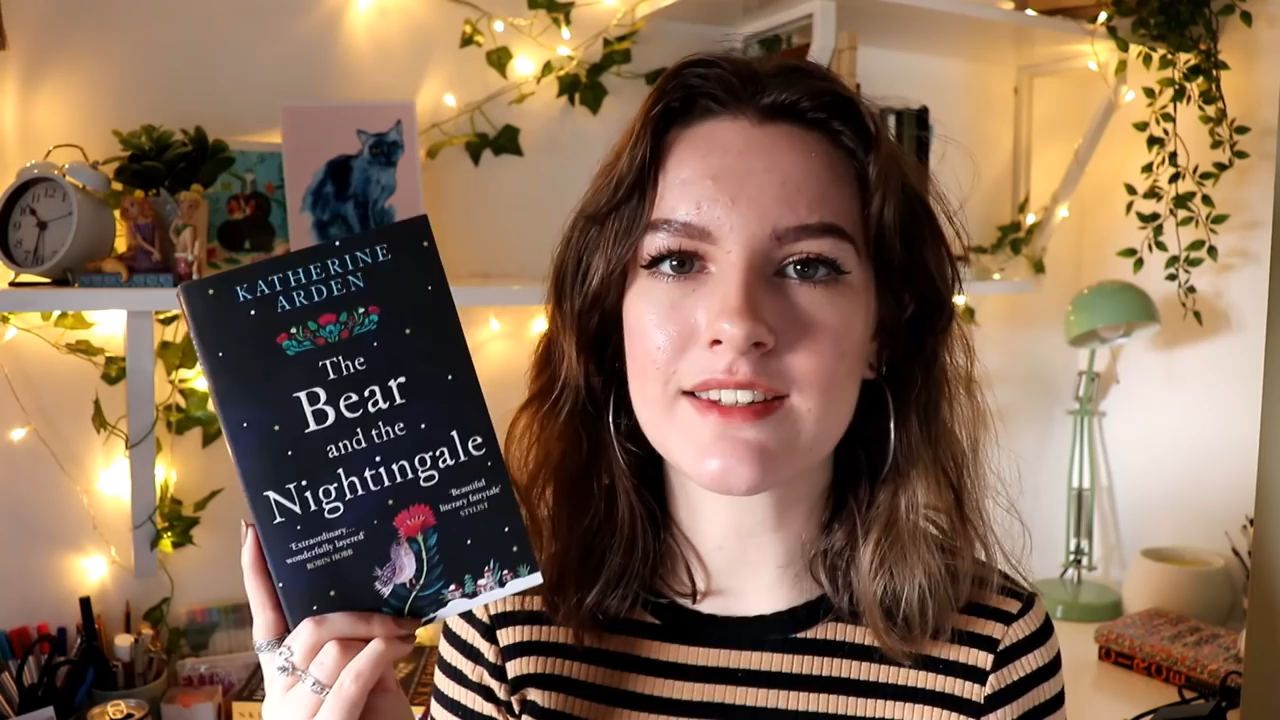 KATHERINE
ARDEN
The
Bear
and the
Nightingale
'Beautiful
literary fairytale'
STYLIST
'Extraordinary...
wonderfully layered'
ROBIN HOBB